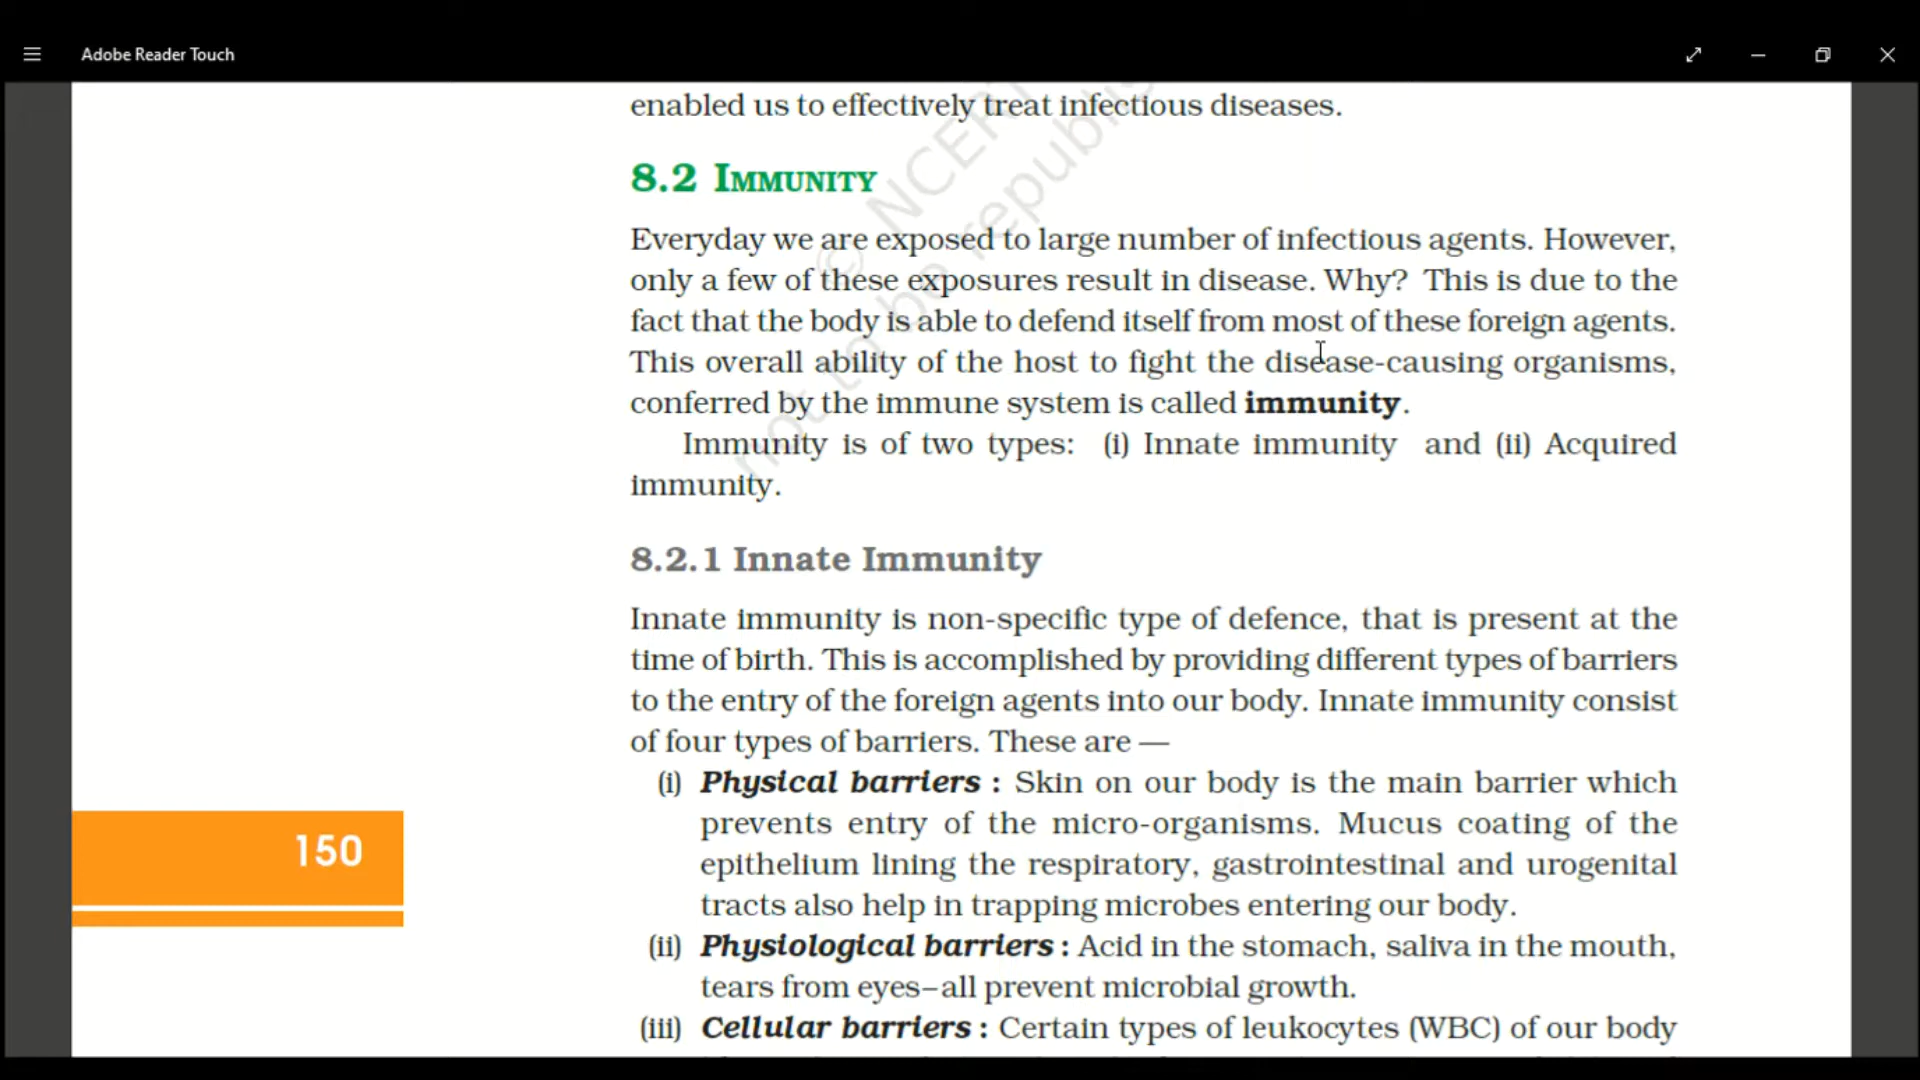 Adobe Reader Touch
enabled us to effectively treat infectious diseases.
8.2 IMMUNITY
Everyday we are exposed to large number of infectious agents. However,
only a few of these exposures result in disease. Why? This is due to the
fact that the body is able to defend itself from most of these foreign agents.
This overall ability of the host to fight the disease-causing organisms,
conferred by the immune system is called immunity.
Immunity is of two types: (i) Innate immunity and (ii) Acquired
immunity.
8.2.1 Innate Immunity
Innate immunity is non-specific type of defence, that is present at the
time of birth. This is accomplished by providing different types of barriers
to the entry of the foreign agents into our body. Innate immunity consist
of four types of barriers. These are —
(i) Physical barriers : Skin on our body is the main barrier which
prevents entry of the micro-organisms. Mucus coating of the
epithelium lining the respiratory, gastrointestinal and urogenital
tracts also help in trapping microbes entering our body.
(ii) Physiological barriers : Acid in the stomach, saliva in the mouth,
tears from eyes–all prevent microbial growth.
(iii) Cellular barriers : Certain types of leukocytes (WBC) of our body
150
© NCERT
not to be